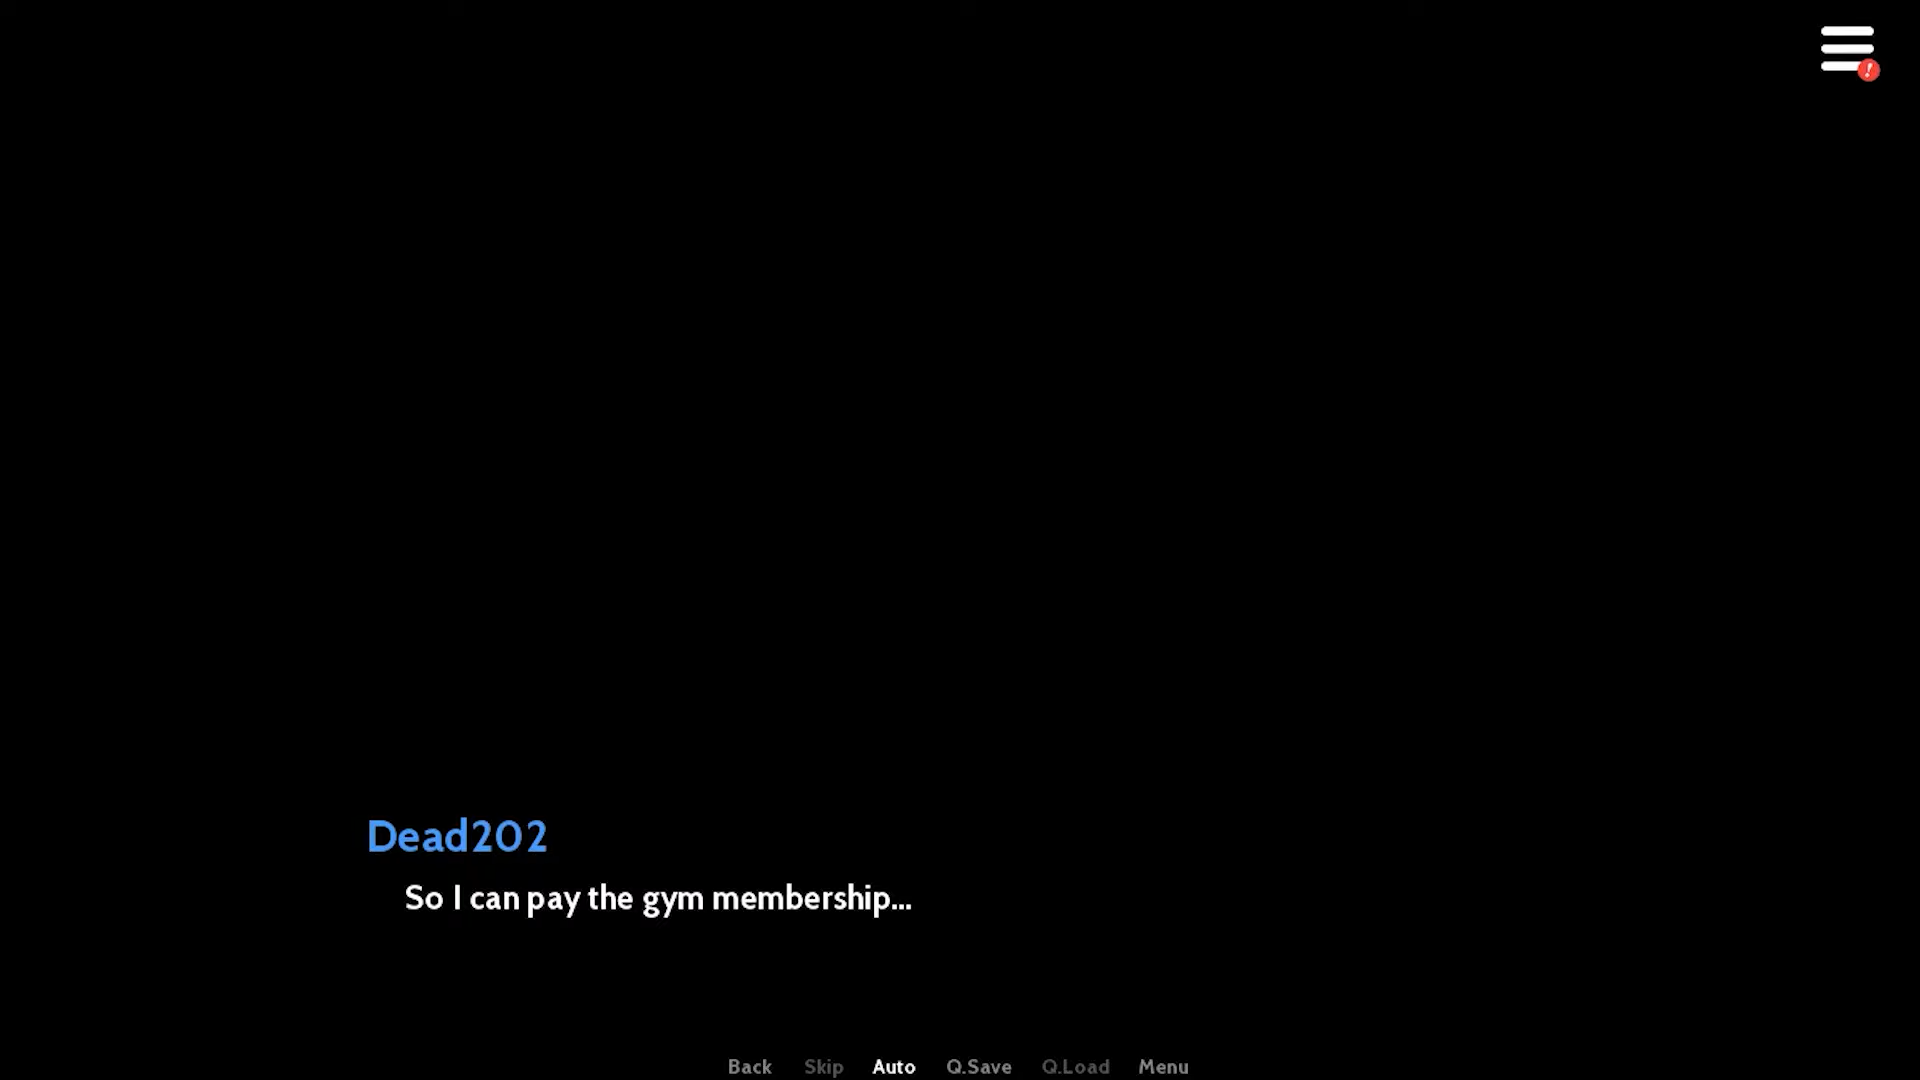 !
Dead202
So I can pay the gym membership...
Back Skip Auto Q.Save Q.Load Menu